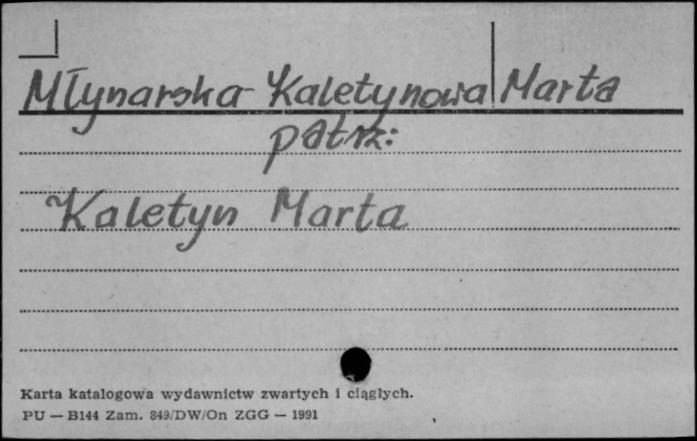 Młynarska-Kaletynowa Marta
patrz:
Kaletyn Marta
Karta katalogowa wydawnictw zwartych i ciągłych.
PU — B144 Zam. 849/DW/On ZGG — 1991